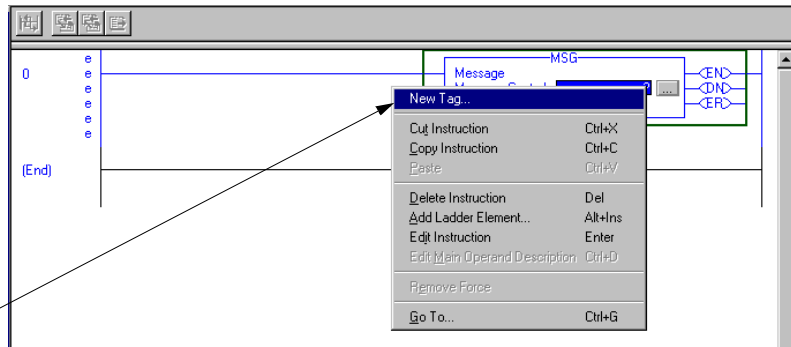 MSG
e
0
e
Message
EN
e
?
...
DN
e
ER
e
e
(End)
New Tag...
Cut Instruction Ctrl+X
Copy Instruction Ctrl+C
Paste Ctrl+V
Delete Instruction Del
Add Ladder Element... Alt+Ins
Edit Instruction Enter
Edit Main Operand Description Ctrl+D
Remove Force
Go To... Ctrl+G